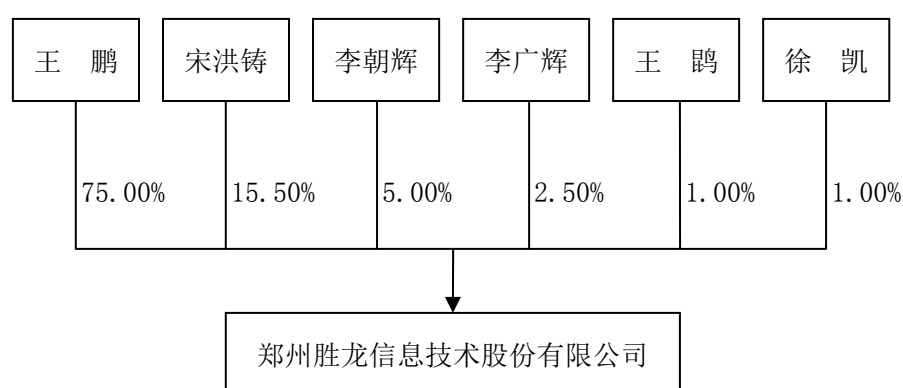 王　鹏　宋洪铸　李朝辉　李广辉　王　鹍　徐　凯
75.00%　15.50%　5.00%　2.50%　1.00%　1.00%
郑州胜龙信息技术股份有限公司